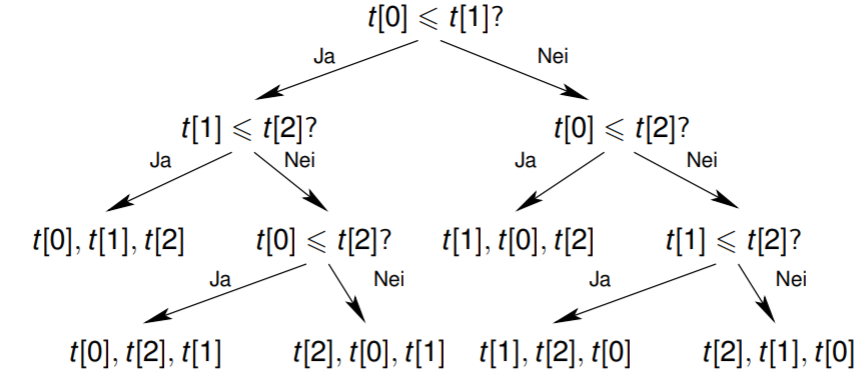 t[0] ⩽ t[1]?
Ja Nei
t[1] ⩽ t[2]? t[0] ⩽ t[2]?
Ja Nei Ja Nei
t[0], t[1], t[2] t[0] ⩽ t[2]? t[1], t[0], t[2] t[1] ⩽ t[2]?
Ja Nei Ja Nei
t[0], t[2], t[1] t[2], t[0], t[1] t[1], t[2], t[0] t[2], t[1], t[0]